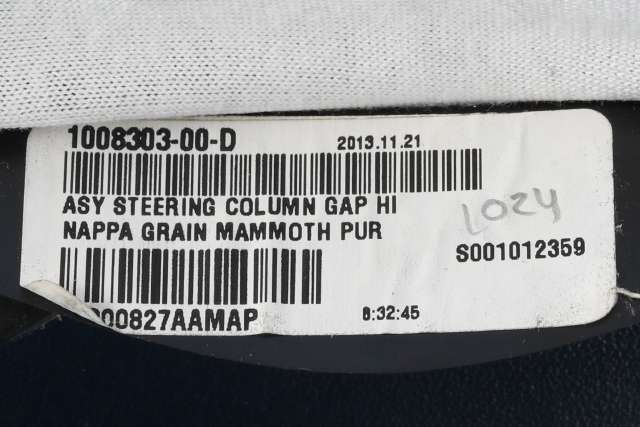 1008303-00-D 2013.11.21
ASY STEERING COLUMN GAP HI
NAPPA GRAIN MAMMOTH PUR
LO24
S001012359
00827AAMAP 8:32:45